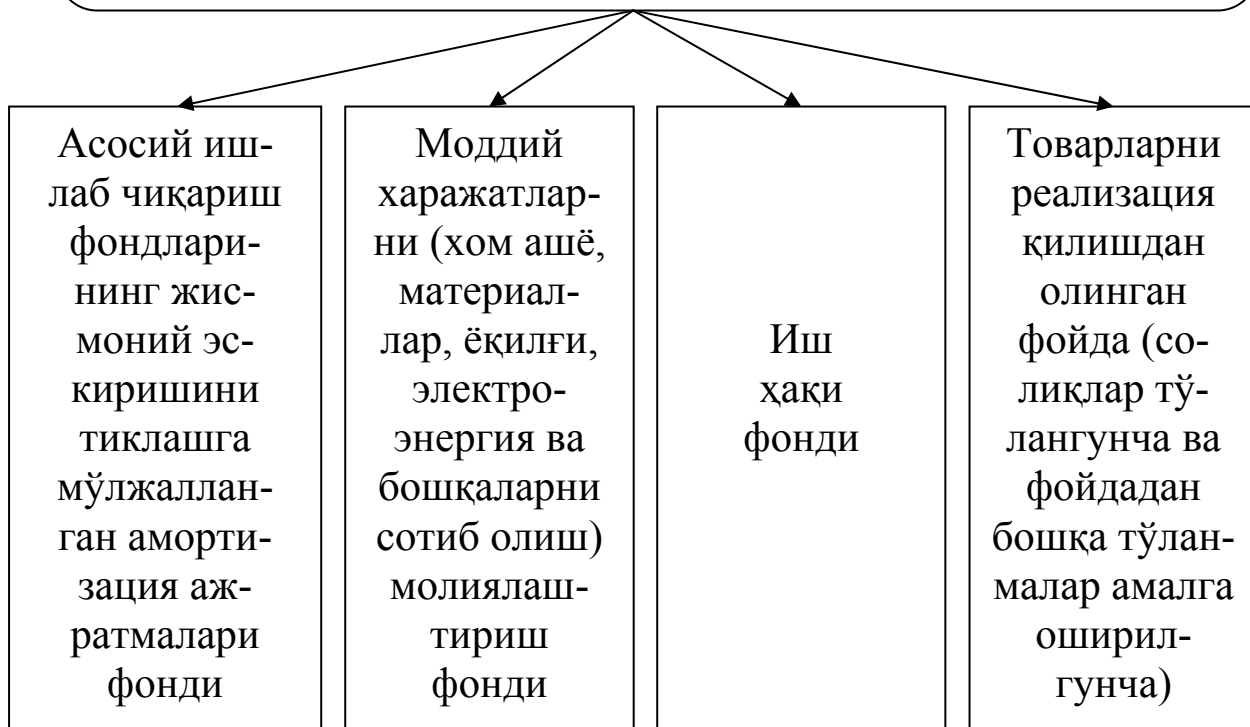 Асосий иш-
лаб чиқариш
фондлари-
нинг жис-
моний эс-
киришини
тиклашга
мўлжаллан-
ган аморти-
зация аж-
ратмалари
фонди
Моддий
харажатлар-
ни (хом ашё,
материал-
лар, ёқилғи,
электро-
энергия ва
бошқаларни
сотиб олиш)
молиялаш-
тириш
фонди
Иш
ҳақи
фонди
Товарларни
реализация
қилишдан
олинган
фойда (со-
лиқлар тў-
лангунча ва
фойдадан
бошқа тўлан-
малар амалга
оширил-
гунча)